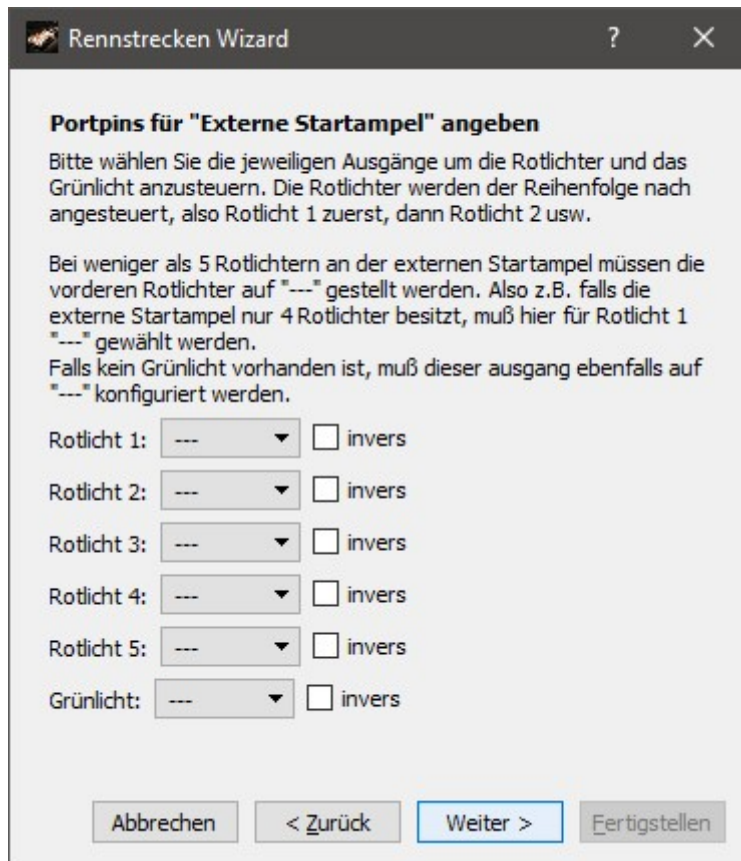 Rennstrecken Wizard ?
Portpins für "Externe Startampel" angeben
Bitte wählen Sie die jeweiligen Ausgänge um die Rotlichter und das
Grünlicht anzusteuern. Die Rotlichter werden der Reihenfolge nach
angesteuert, also Rotlicht 1 zuerst, dann Rotlicht 2 usw.
Bei weniger als 5 Rotlichtern an der externen Startampel müssen die
vorderen Rotlichter auf "---" gestellt werden. Also z.B. falls die
externe Startampel nur 4 Rotlichter besitzt, muß hier für Rotlicht 1
"---" gewählt werden.
Falls kein Grünlicht vorhanden ist, muß dieser ausgang ebenfalls auf
"---" konfiguriert werden.
Rotlicht 1: --- invers
Rotlicht 2: --- invers
Rotlicht 3: --- invers
Rotlicht 4: --- invers
Rotlicht 5: --- invers
Grünlicht: --- invers
Abbrechen < Zurück Weiter > Fertigstellen